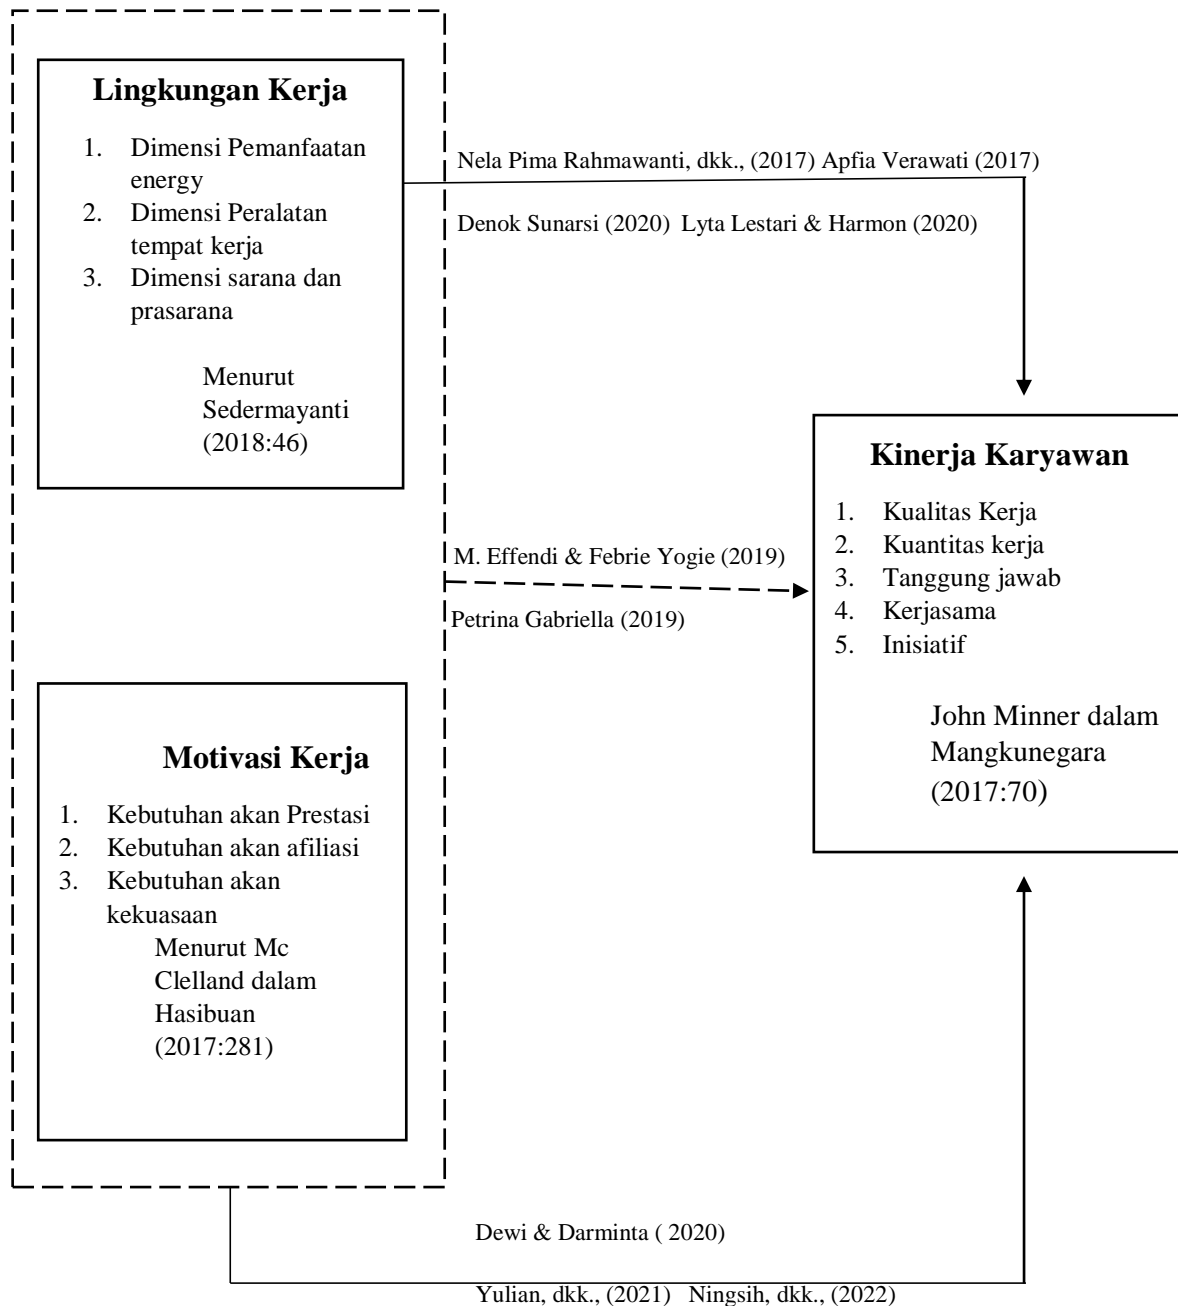 Lingkungan Kerja
1. Dimensi Pemanfaatan
energy
2. Dimensi Peralatan
tempat kerja
3. Dimensi sarana dan
prasarana
Menurut
Sedermayanti
(2018:46)
Nela Pima Rahmawanti, dkk., (2017) Apfia Verawati (2017)
Denok Sunarsi (2020) Lyta Lestari & Harmon (2020)
M. Effendi & Febrie Yogie (2019)
Petrina Gabriella (2019)
Kinerja Karyawan
1. Kualitas Kerja
2. Kuantitas kerja
3. Tanggung jawab
4. Kerjasama
5. Inisiatif
John Minner dalam
Mangkunegara
(2017:70)
Motivasi Kerja
1. Kebutuhan akan Prestasi
2. Kebutuhan akan afiliasi
3. Kebutuhan akan
kekuasaan
Menurut Mc
Clelland dalam
Hasibuan
(2017:281)
Dewi & Darminta ( 2020)
Yulian, dkk., (2021) Ningsih, dkk., (2022)